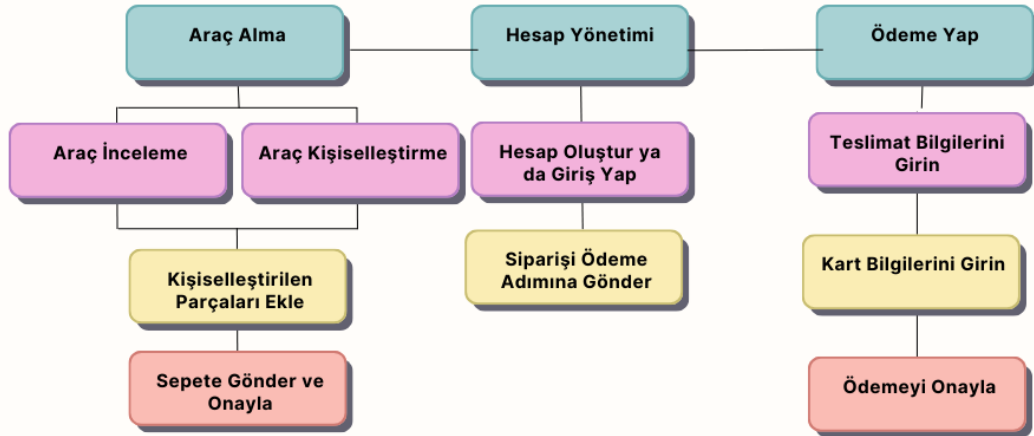 Araç Alma
Hesap Yönetimi
Ödeme Yap
Araç İnceleme
Araç Kişiselleştirme
Hesap Oluştur ya
da Giriş Yap
Teslimat Bilgilerini
Girin
Kişiselleştirilen
Parçaları Ekle
Siparişi Ödeme
Adımına Gönder
Kart Bilgilerini Girin
Sepete Gönder ve
Onayla
Ödemeyi Onayla